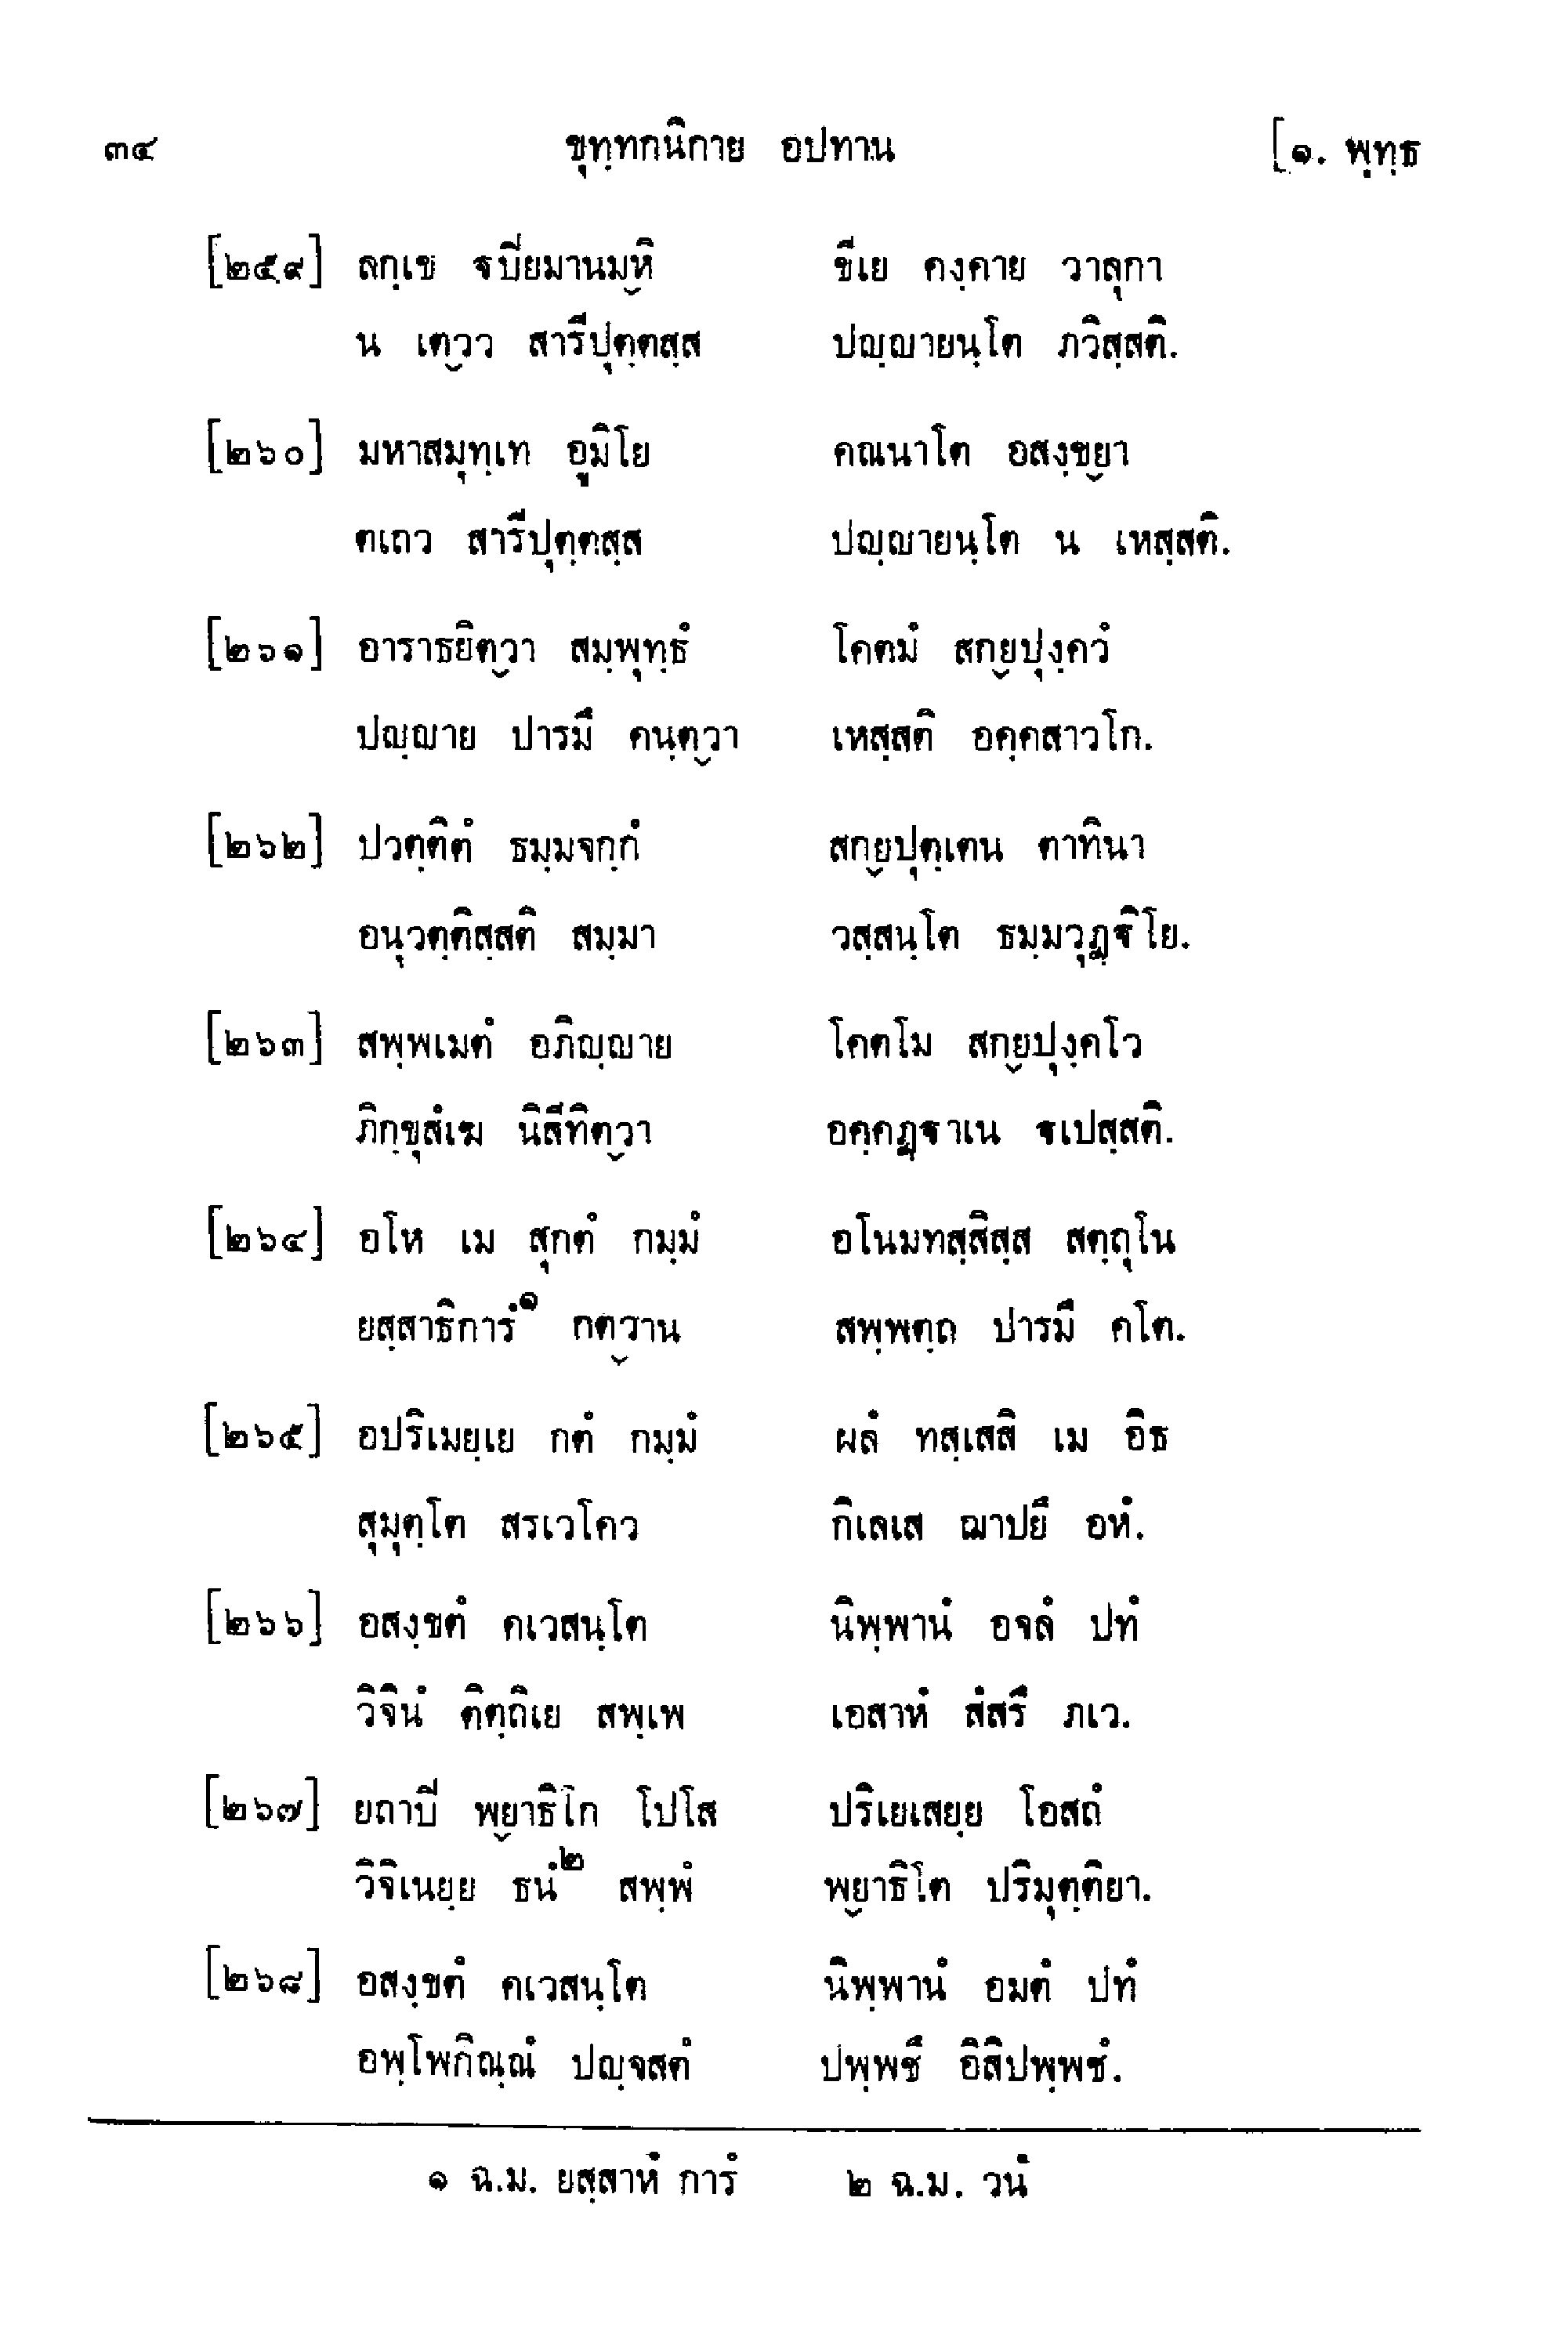 ๓๔ ขุทฺทกนิกาย อปทาน [๑. พุทฺธ
[๒๕๙] ลกฺเข ฐปียมานมฺหิ ขีเย คงฺคาย วาลุกา
น เตฺวว สารีปุตฺตสฺส ปญฺญายนฺโต ภวิสฺสติ.
[๒๖๐] มหาสมุทฺเท อูมิโย คณนาโต อสงฺขฺยา
ตเถว สารีปุตฺตสฺส ปญฺญายนฺโต น เหสฺสติ.
[๒๖๑] อาราธยิตฺวา สมฺพุทฺธํ โคตมํ สกฺยปุงฺควํ
ปญฺญาย ปารมึ คนฺตฺวา เหสฺสติ อคฺคสาวโก.
[๒๖๒] ปวตฺติตํ ธมฺมจกฺกํ สกฺยปุตฺเตน ตาทินา
อนุวตฺติสฺสติ สมฺมา วสฺสนฺโต ธมฺมวุฏฺฐิโย.
[๒๖๓] สพฺพเมตํ อภิญฺญาย โคตโม สกฺยปุงฺคโว
ภิกฺขุสํเฆ นิสีทิตฺวา อคฺคฏฺฐาเน ฐเปสฺสติ.
[๒๖๔] อโห เม สุกตํ กมฺมํ อโนมทสฺสิสฺส สตฺถุโน
ยสฺสาธิการํ๑ กตฺวาน สพฺพตฺถ ปารมึ คโต.
[๒๖๕] อปริเมยฺเย กตํ กมฺมํ ผลํ ทสฺเสสิ เม อิธ
สุมุตฺโต สรเวโคว กิเลเส ฌาปยึ อหํ.
[๒๖๖] อสงฺขตํ คเวสนฺโต นิพฺพานํ อจลํ ปทํ
วิจินํ ติตฺถิเย สพฺเพ เอสาหํ สํสรึ ภเว.
[๒๖๗] ยถาปี พฺยาธิโก โปโส ปริเยเสยฺย โอสถํ
วิจิเนยฺย ธนํ๒ สพฺพํ พฺยาธิโต ปริมุตฺติยา.
[๒๖๘] อสงฺขตํ คเวสนฺโต นิพฺพานํ อมตํ ปทํ
อพฺโพกิณฺณํ ปญฺจสตํ ปพฺพชึ อิสิปพฺพชํ.
๑ ฉ.ม. ยสฺสาหํ การํ ๒ ฉ.ม. วนํ